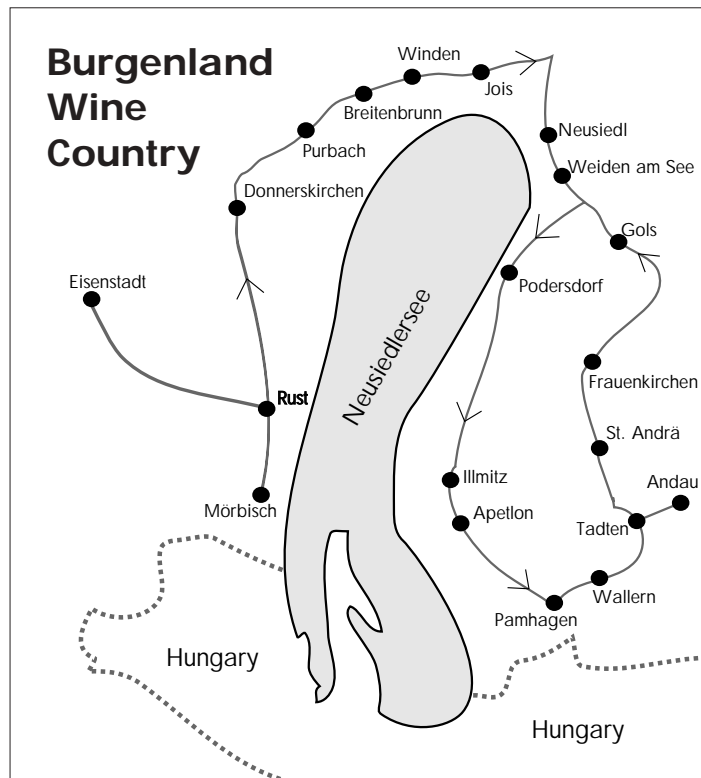 Burgenland
Wine
Country
Winden
Jois
Breitenbrunn
Purbach
Neusiedl
Weiden am See
Donnerskirchen
Gols
Eisenstadt
Podersdorf
Neusiedlersee
Frauenkirchen
Rust
St. Andrä
Illmitz
Andau
Mörbisch
Apetlon
Tadten
Wallern
Pamhagen
Hungary
Hungary